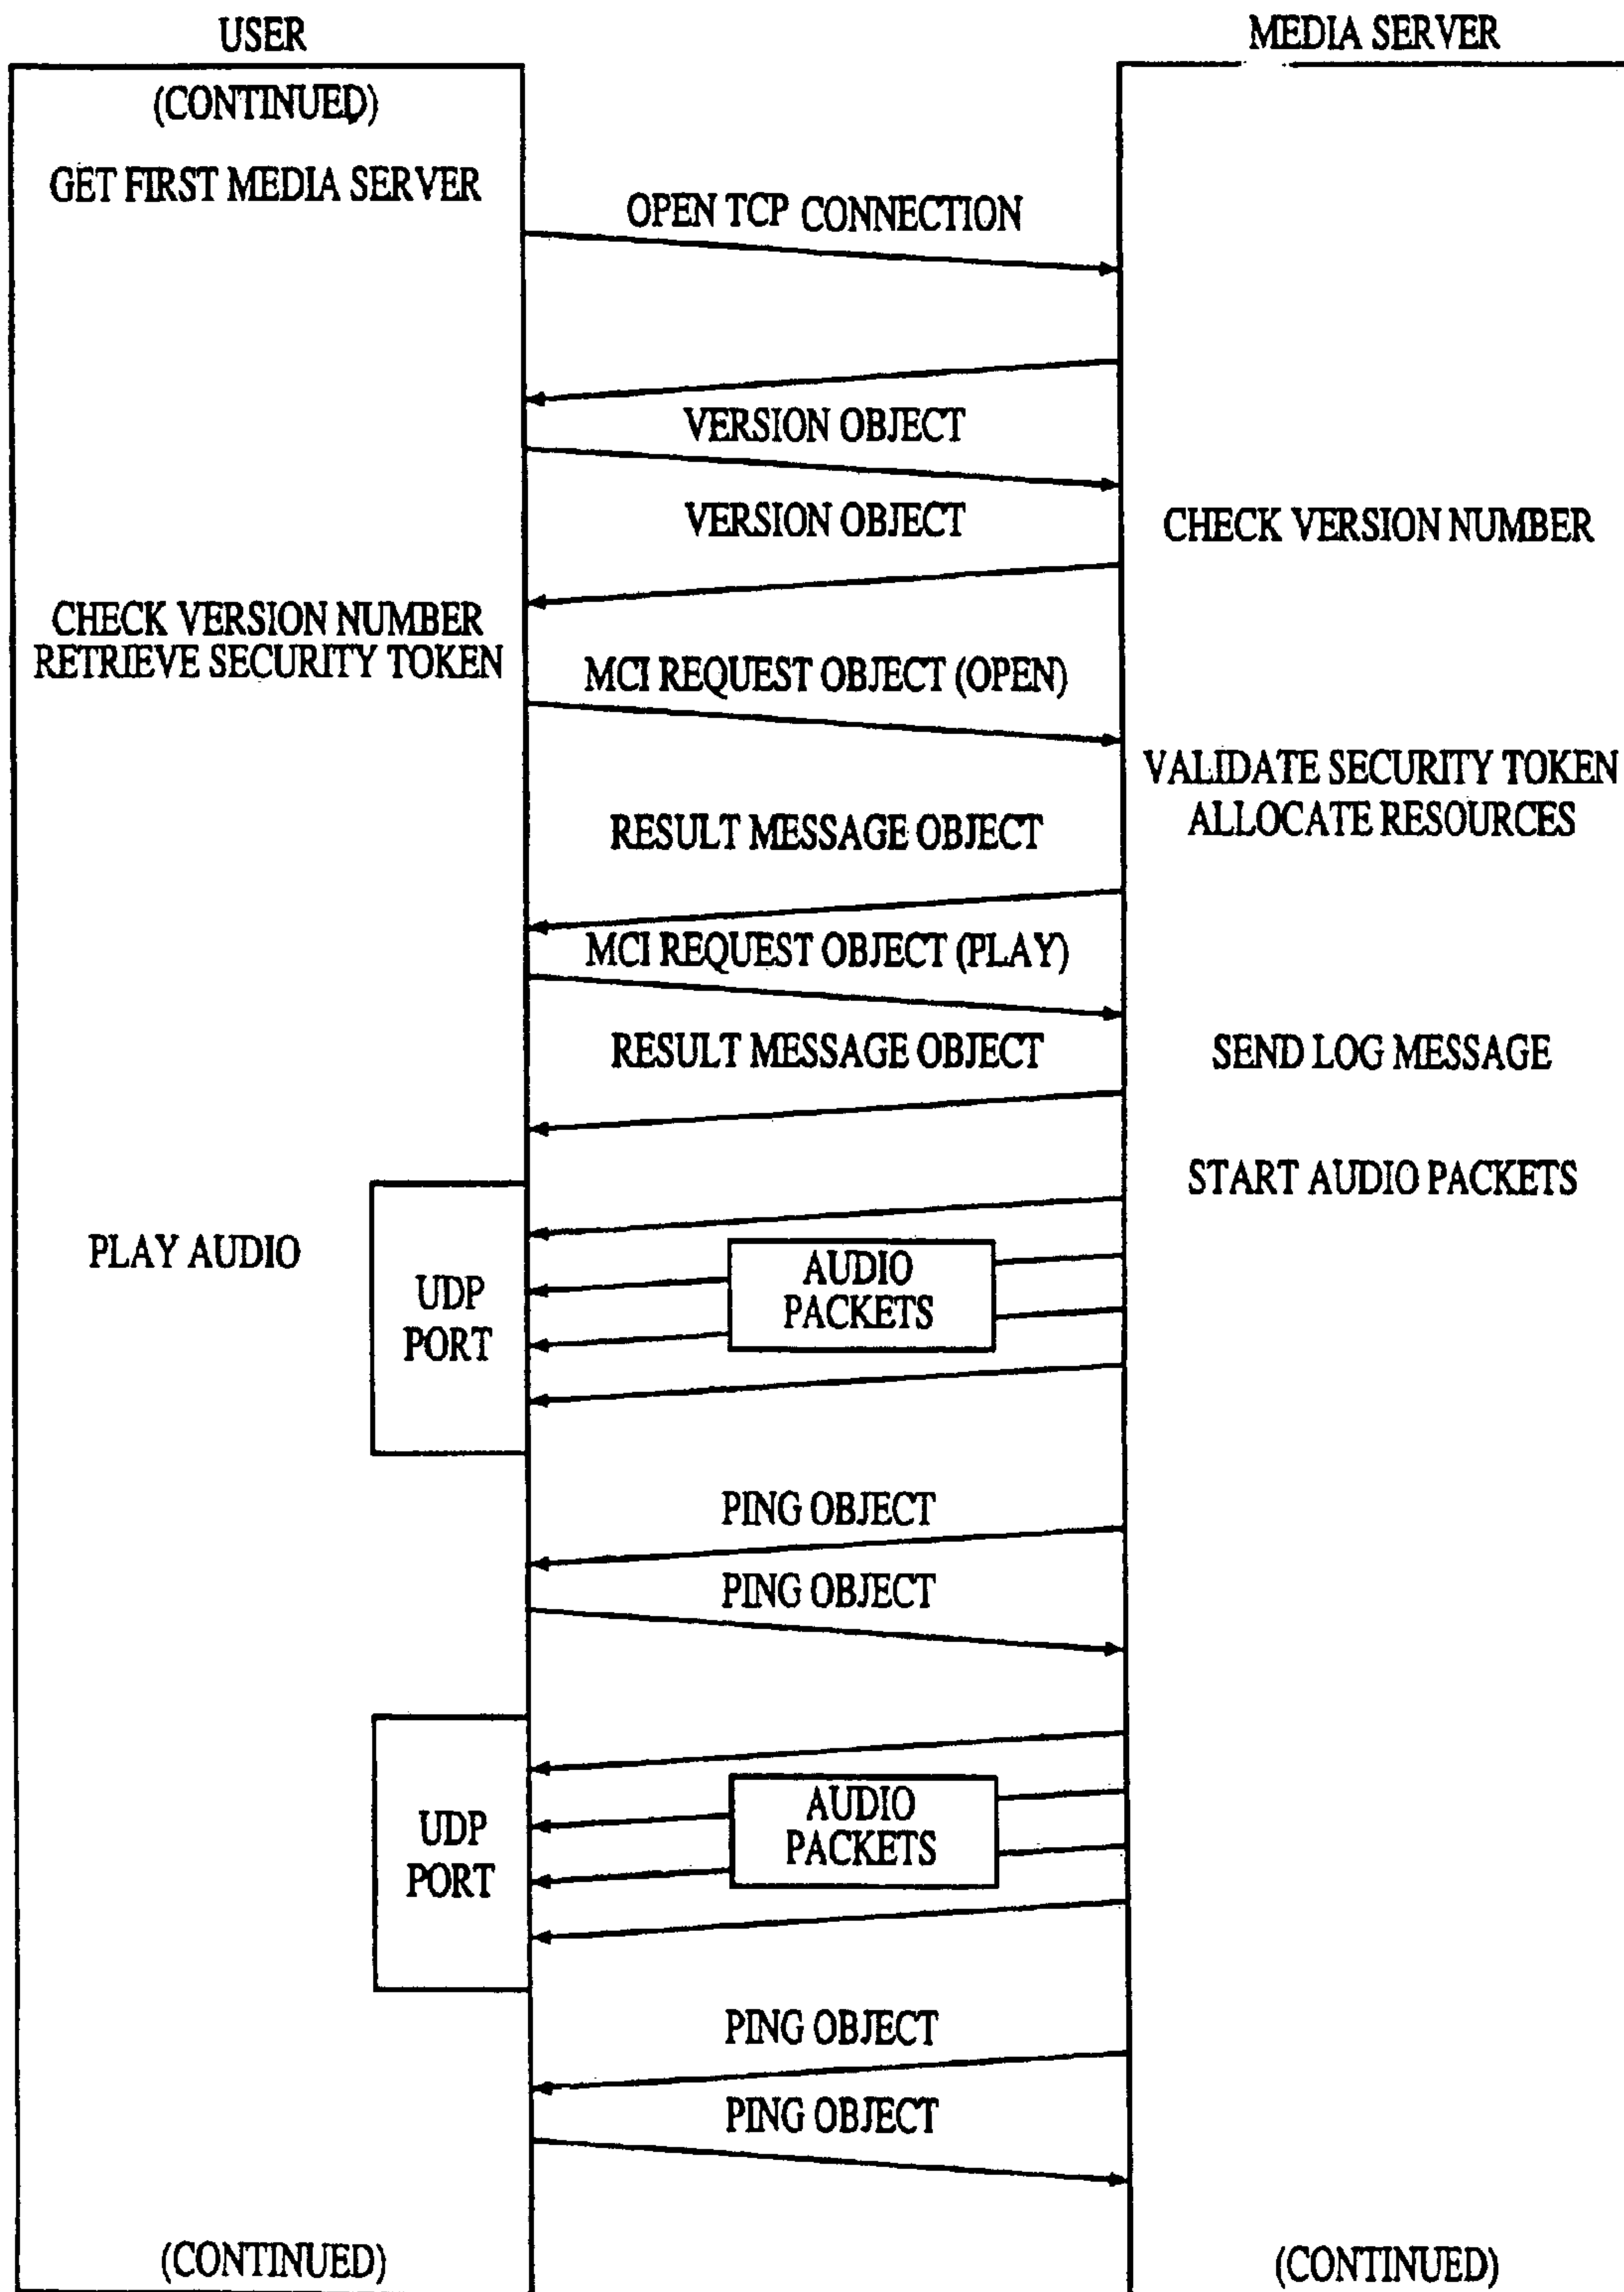 USER
MEDIA SERVER
(CONTINUED)
GET FIRST MEDIA SERVER
OPEN TCP CONNECTION
VERSION OBJECT
VERSION OBJECT
CHECK VERSION NUMBER
CHECK VERSION NUMBER
RETRIEVE SECURITY TOKEN
MCI REQUEST OBJECT (OPEN)
VALIDATE SECURITY TOKEN
ALLOCATE RESOURCES
RESULT MESSAGE OBJECT
MCI REQUEST OBJECT (PLAY)
RESULT MESSAGE OBJECT
SEND LOG MESSAGE
START AUDIO PACKETS
PLAY AUDIO
UDP
PORT
AUDIO
PACKETS
PING OBJECT
PING OBJECT
UDP
PORT
AUDIO
PACKETS
PING OBJECT
PING OBJECT
(CONTINUED)
(CONTINUED)